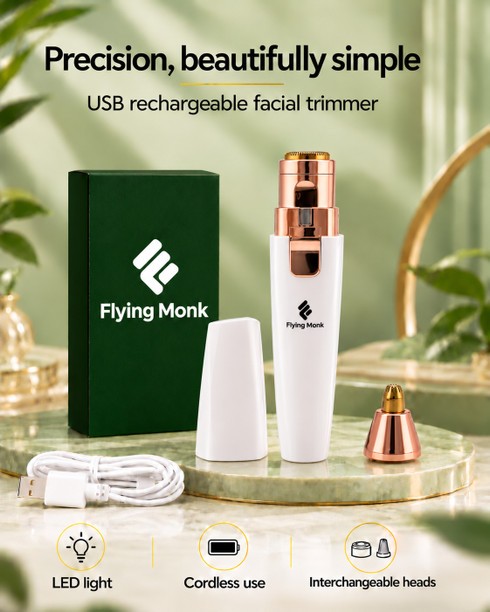 Precision, beautifully simple
USB rechargeable facial trimmer
Flying Monk
Flying Monk
LED light
Cordless use
Interchangeable heads